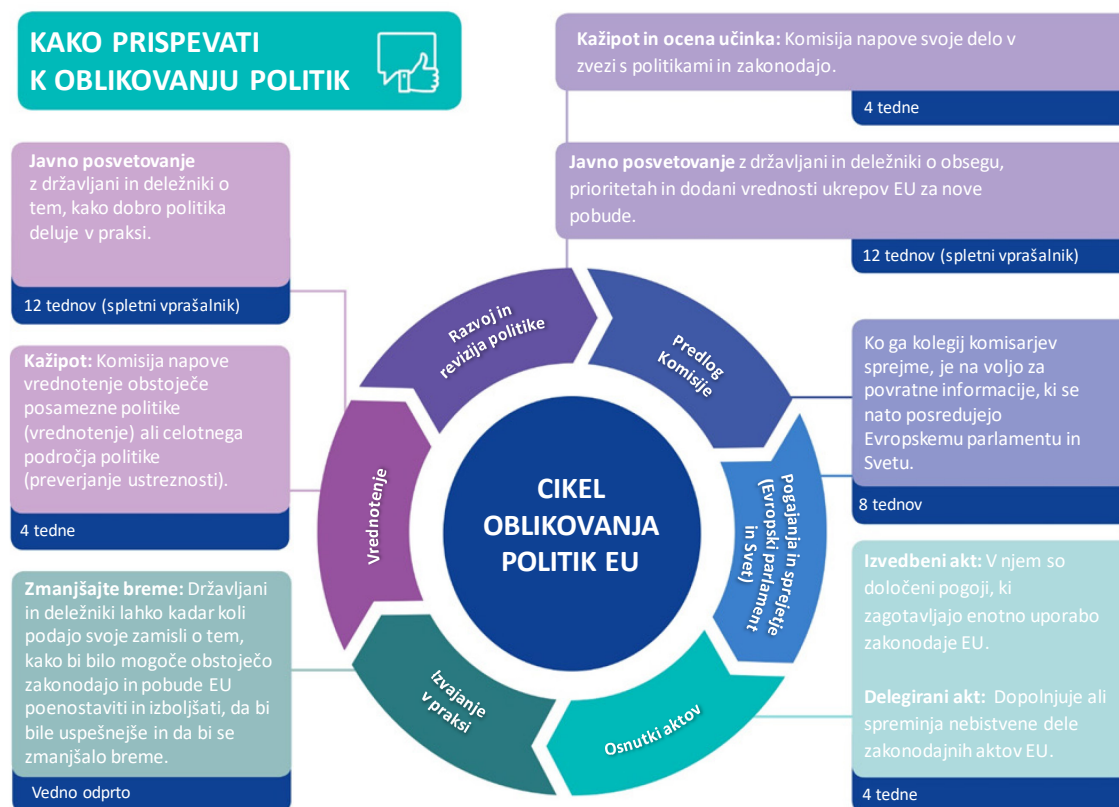 KAKO PRISPEVATI
K OBLIKOVANJU POLITIK
Kažipot in ocena učinka: Komisija napove svoje delo v
zvezi s politikami in zakonodajo.
4 tedne
Javno posvetovanje z državljani in deležniki o obsegu,
prioritetah in dodani vrednosti ukrepov EU za nove
pobude.
12 tednov (spletni vprašalnik)
Javno posvetovanje
z državljani in deležniki o
tem, kako dobro politika
deluje v praksi.
12 tednov (spletni vprašalnik)
Kažipot: Komisija napove
vrednotenje obstoječe
posamezne politike
(vrednotenje) ali celotnega
področja politike
(preverjanje ustreznosti).
4 tedne
Zmanjšajte breme: Državljani
in deležniki lahko kadar koli
podajo svoje zamisli o tem,
kako bi bilo mogoče obstoječo
zakonodajo in pobude EU
poenostaviti in izboljšati, da bi
bile uspešnejše in da bi se
zmanjšalo breme.
Vedno odprto
Razvoj in
revizija politike
Predlog
Komisije
Pogajanja in sprejetje
(Evropski parlament
in Svet)
Osnutki aktov
Izvajanje
v praksi
Vrednotenje
CIKEL
OBLIKOVANJA
POLITIK EU
Ko ga kolegij komisarjev
sprejme, je na voljo za
povratne informacije, ki se
nato posredujejo
Evropskemu parlamentu in
Svetu.
8 tednov
Izvedbeni akt: V njem so
določeni pogoji, ki
zagotavljajo enotno uporabo
zakonodaje EU.
Delegirani akt: Dopolnjuje ali
spreminja nebistvene dele
zakonodajnih aktov EU.
4 tedne